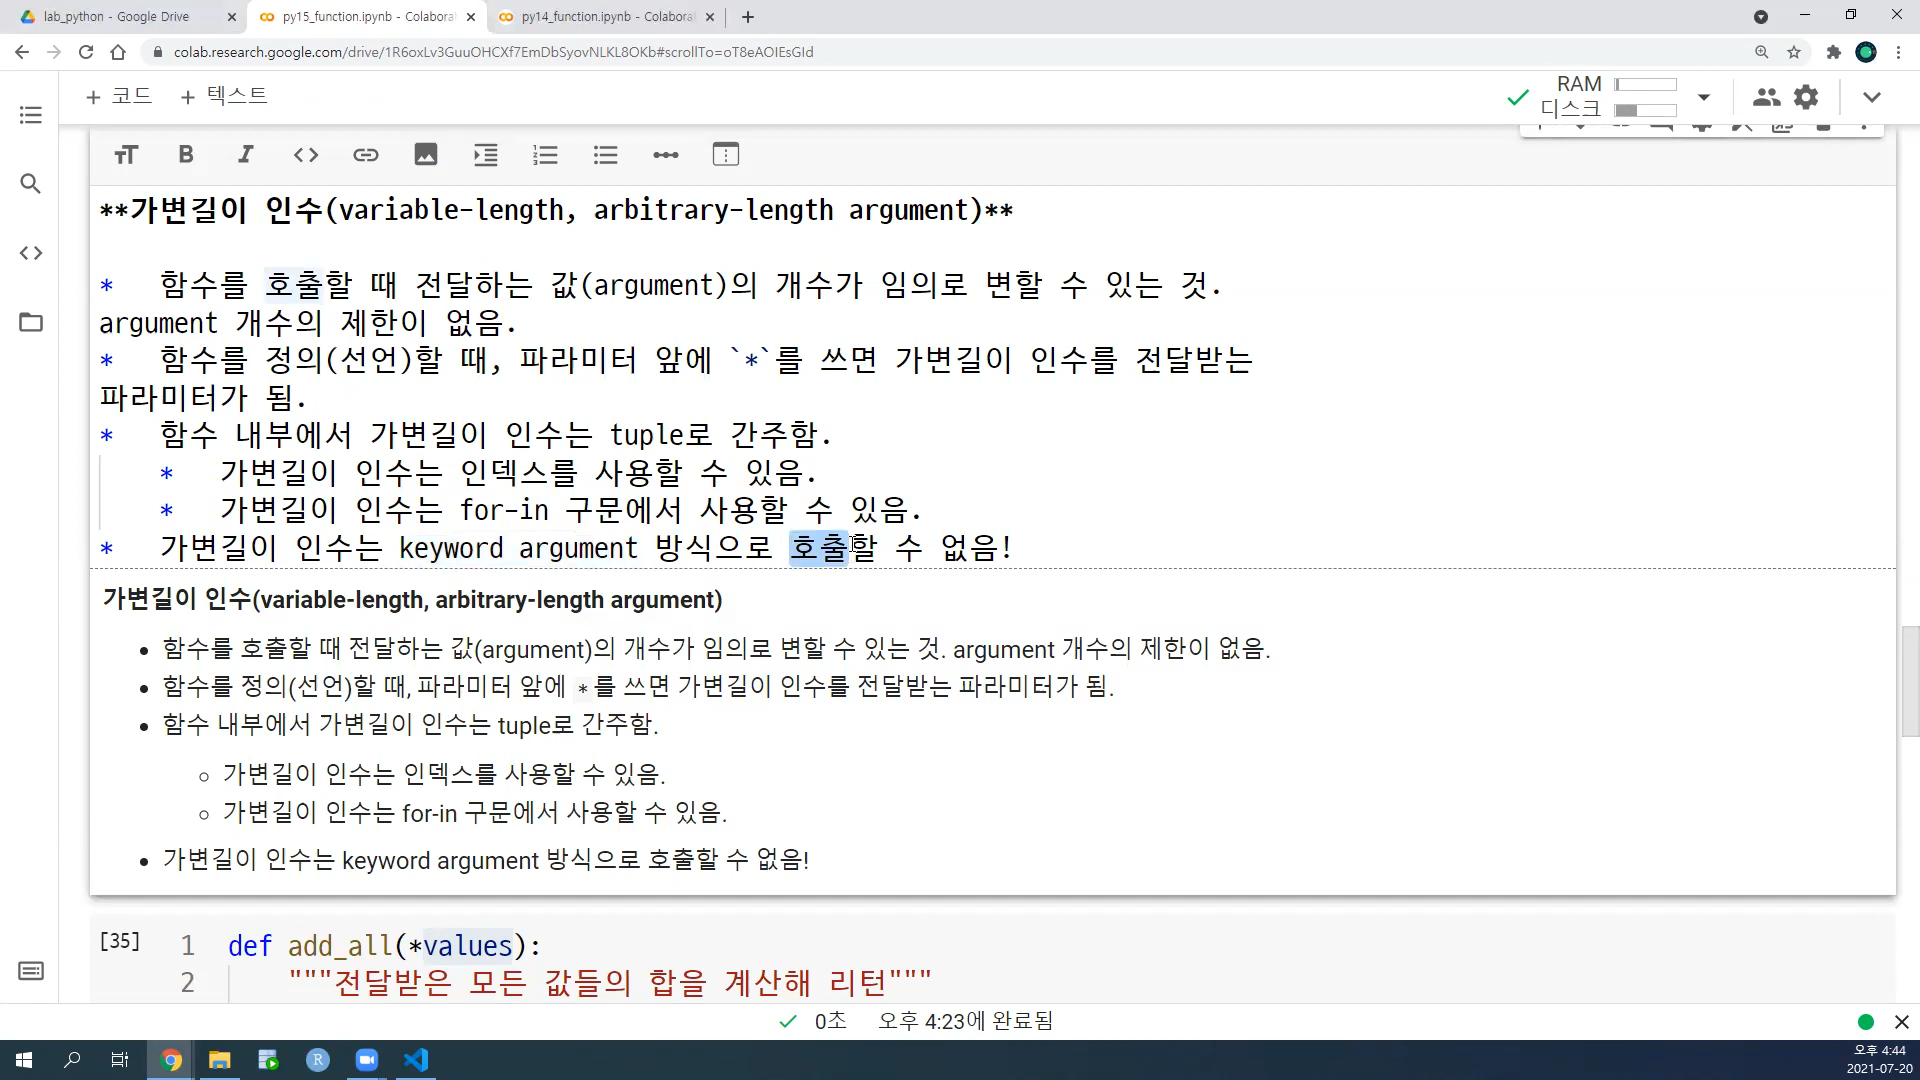 lab_python - Google Drive
py15_function.ipynb - Colabora
py14_function.ipynb - Colabora
colab.research.google.com/drive/1R6oxLv3GuuOHCXf7EmDbSyovNLKL8OKb#scrollTo=oT8eAOIEsGId
+ 코드 + 텍스트
RAM
디스크
**가변길이 인수(variable-length, arbitrary-length argument)**
* 함수를 호출할 때 전달하는 값(argument)의 개수가 임의로 변할 수 있는 것.
argument 개수의 제한이 없음.
* 함수를 정의(선언)할 때, 파라미터 앞에 `*`를 쓰면 가변길이 인수를 전달받는
파라미터가 됨.
* 함수 내부에서 가변길이 인수는 tuple로 간주함.
* 가변길이 인수는 인덱스를 사용할 수 있음.
* 가변길이 인수는 for-in 구문에서 사용할 수 있음.
* 가변길이 인수는 keyword argument 방식으로 호출할 수 없음!
가변길이 인수(variable-length, arbitrary-length argument)
• 함수를 호출할 때 전달하는 값(argument)의 개수가 임의로 변할 수 있는 것. argument 개수의 제한이 없음.
• 함수를 정의(선언)할 때, 파라미터 앞에 *를 쓰면 가변길이 인수를 전달받는 파라미터가 됨.
• 함수 내부에서 가변길이 인수는 tuple로 간주함.
◦ 가변길이 인수는 인덱스를 사용할 수 있음.
◦ 가변길이 인수는 for-in 구문에서 사용할 수 있음.
• 가변길이 인수는 keyword argument 방식으로 호출할 수 없음!
[35] 1 def add_all(*values):
2 """전달받은 모든 값들의 합을 계산해 리턴"""
0초 오후 4:23에 완료됨
오후 4:44
2021-07-20